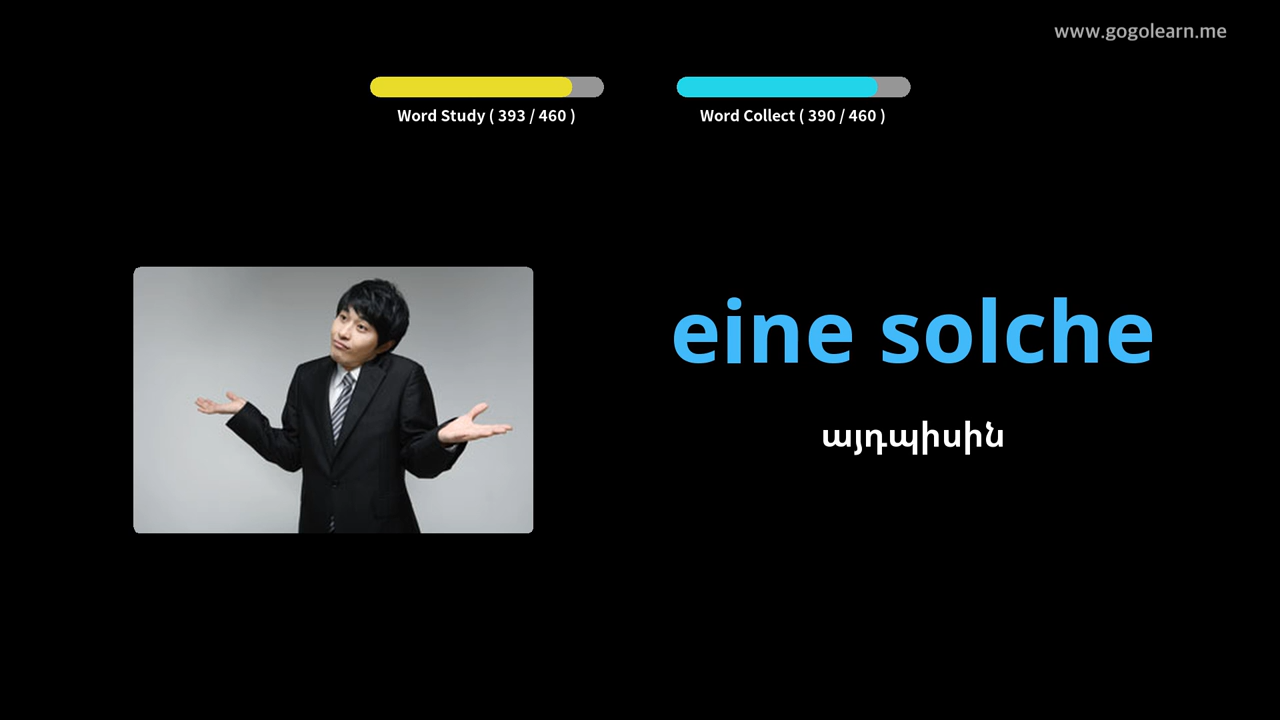 www.gogolearn.me
Word Study ( 393 / 460 )
Word Collect ( 390 / 460 )
eine solche
այդպիսին